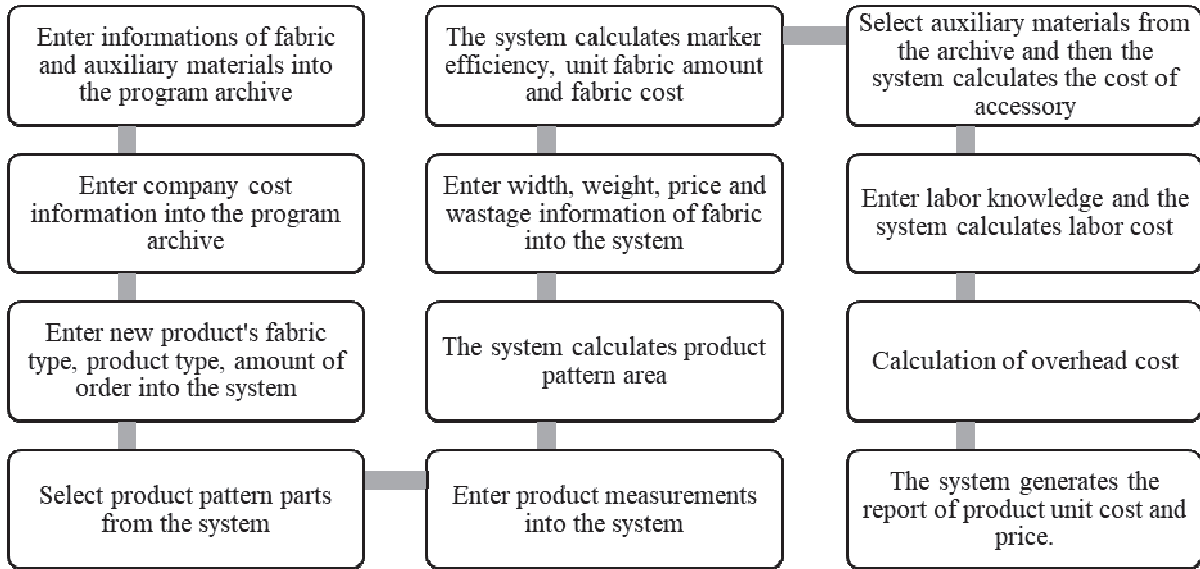 Enter informations of fabric
and auxiliary materials into
the program archive
Enter company cost
information into the program
archive
Enter new product's fabric
type, product type, amount of
order into the system
Select product pattern parts
from the system
Enter product measurements
into the system
The system calculates product
pattern area
Enter width, weight, price and
wastage information of fabric
into the system
The system calculates marker
efficiency, unit fabric amount
and fabric cost
Select auxiliary materials from
the archive and then the
system calculates the cost of
accessory
Enter labor knowledge and the
system calculates labor cost
Calculation of overhead cost
The system generates the
report of product unit cost and
price.